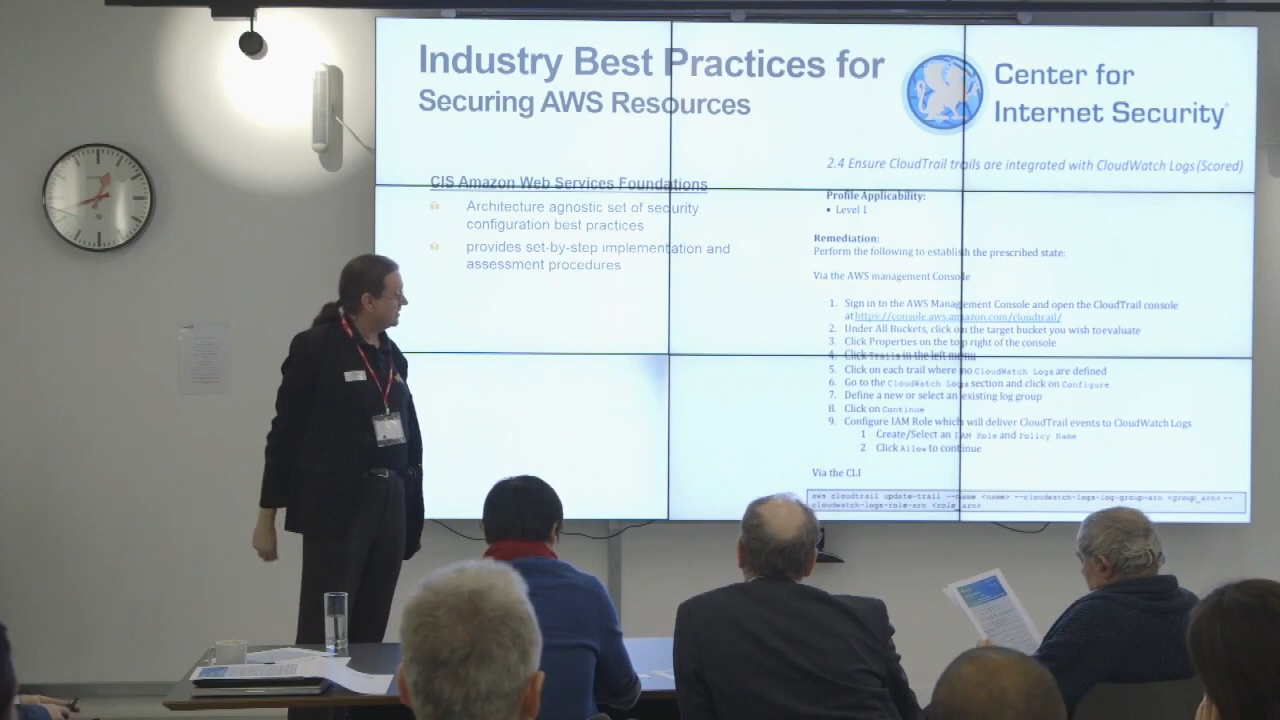 Industry Best Practices for
Securing AWS Resources
Center for
Internet Security
2.4 Ensure CloudTrail trails are integrated with CloudWatch Logs (Scored)
CIS Amazon Web Services Foundations
Architecture agnostic set of security
configuration best practices
provides set-by-step implementation and
assessment procedures
Profile Applicability:
• Level 1
Remediation:
Perform the following to establish the prescribed state:
Via the AWS management Console
1. Sign in to the AWS Management Console and open the CloudTrail console
at https://console.aws.amazon.com/cloudtrail/
2. Under All Buckets, click on the target bucket you wish to evaluate
3. Click Properties on the top right of the console
4. Click Trails in the left menu
5. Click on each trail where no CloudWatch Logs are defined
6. Go to the CloudWatch Logs section and click on Configure
7. Define a new or select an existing log group
8. Click on Continue
9. Configure IAM Role which will deliver CloudTrail events to CloudWatch Logs
1 Create/Select an IAM Role and Policy Name
2 Click Allow to continue
Via the CLI
aws cloudtrail update-trail --name <name> --cloudwatch-logs-log-group-arn <group_arn> --
cloudwatch-logs-role-arn <role_arn>